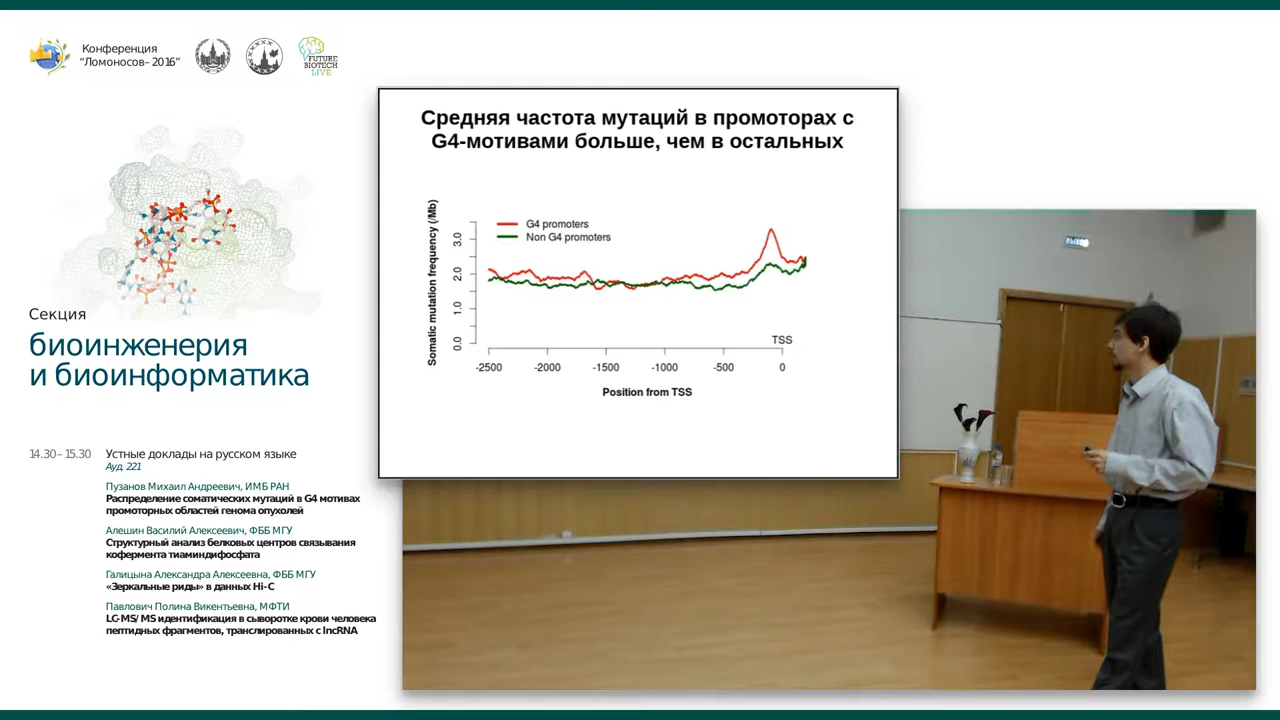 Конференция
“Ломоносов– 2016”
FUTURE
BIOTECH
LIVE
Секция
биоинженерия
и биоинформатика
14.30– 15.30 Устные доклады на русском языке
Ауд. 221
Пузанов Михаил Андреевич, ИМБ РАН
Распределение соматических мутаций в G4 мотивах
промоторных областей генома опухолей
Алешин Василий Алексеевич, ФББ МГУ
Структурный анализ белковых центров связывания
кофермента тиаминдифосфата
Галицына Александра Алексеевна, ФББ МГУ
«Зеркальные риды» в данных Hi-C
Павлович Полина Викентьевна, МФТИ
LC-MS/ MS идентификация в сыворотке крови человека
пептидных фрагментов, транслированных с lncRNA
Средняя частота мутаций в промоторах с
G4-мотивами больше, чем в остальных
Somatic mutation frequency (/Mb)
G4 promoters
Non G4 promoters
3.0
2.0
1.0
0.0
TSS
-2500 -2000 -1500 -1000 -500 0
Position from TSS